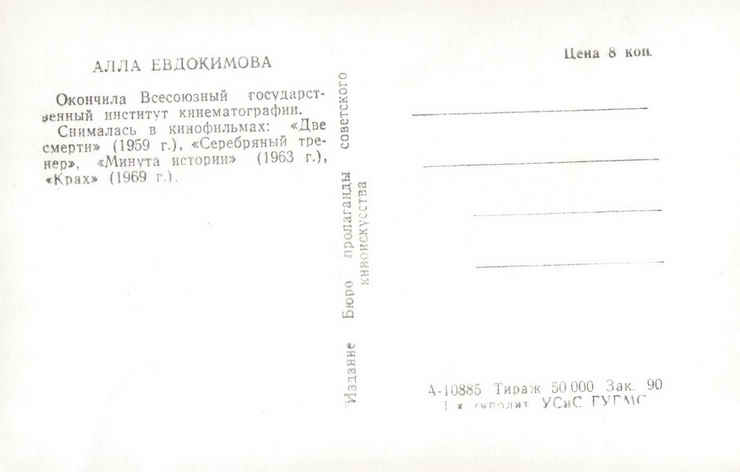 АЛЛА ЕВДОКИМОВА
Окончила Всесоюзный государст-
венный институт кинематографии.
Снималась в кинофильмах: «Две
смерти» (1959 г.), «Серебряный тре-
нер», «Минута истории» (1963 г.),
«Крах» (1969 г.).
Издание Бюро пропаганды советского
киноискусства
Цена 8 коп.
А-10885 Тираж 50 000 Зак. 90
УСиС ГУГМС